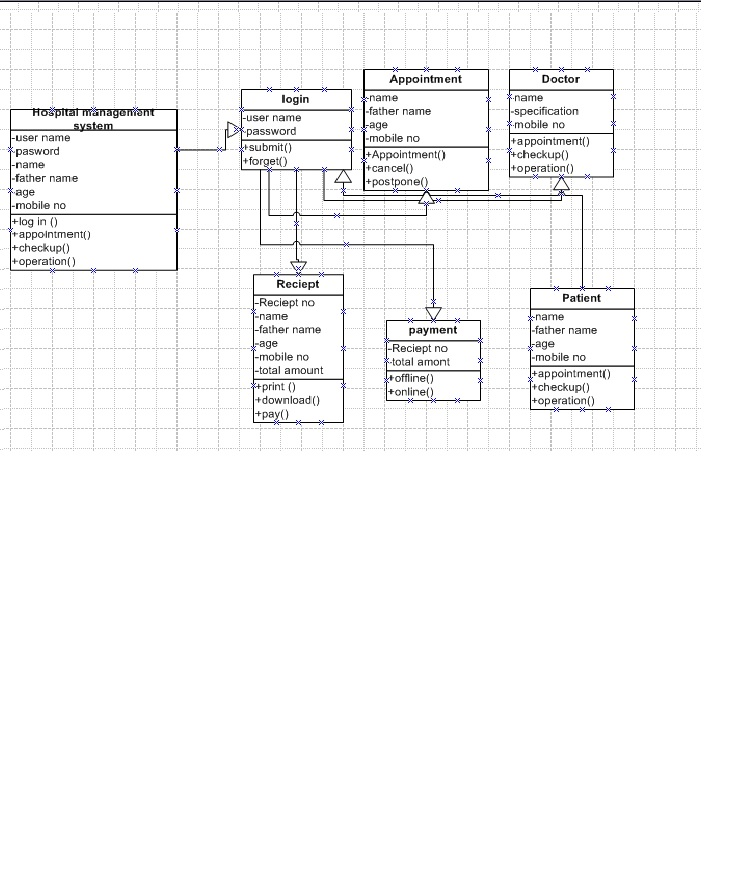 Hospital management
system
-user name
-pasword
-name
-father name
-age
-mobile no
+log in ()
+appointment()
+checkup()
+operation()
login
-user name
-password
+submit()
+forget()
Appointment
-name
-father name
-age
-mobile no
+Appointment()
+cancel()
+postpone()
Doctor
-name
-specification
-mobile no
+appointment()
+checkup()
+operation()
Reciept
-Reciept no
-name
-father name
-age
-mobile no
-total amount
+print ()
+download()
+pay()
payment
-Reciept no
-total amont
+offline()
+online()
Patient
-name
-father name
-age
-mobile no
+appointment()
+checkup()
+operation()